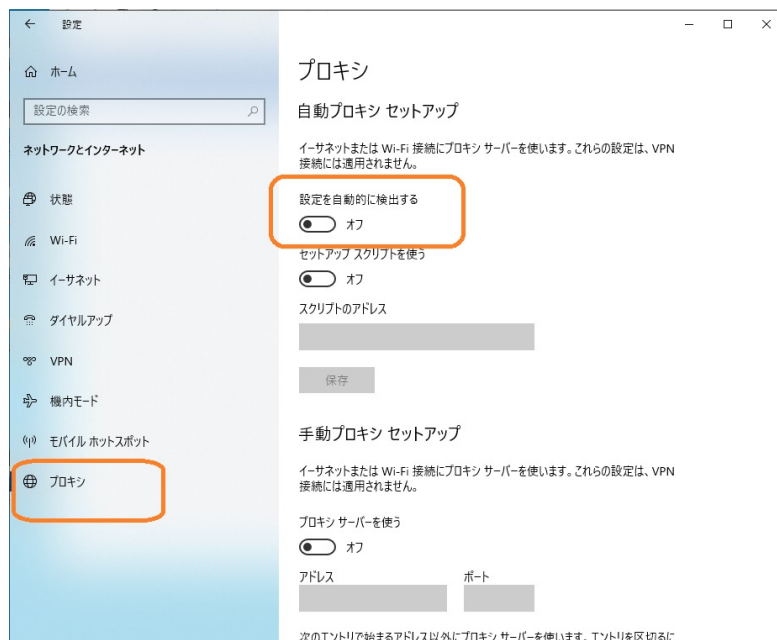 設定
ホーム
設定の検索
ネットワークとインターネット
状態
Wi-Fi
イーサネット
ダイヤルアップ
VPN
機内モード
モバイル ホットスポット
プロキシ
プロキシ
自動プロキシ セットアップ
イーサネットまたは Wi-Fi 接続にプロキシ サーバーを使います。これらの設定は、VPN
接続には適用されません。
設定を自動的に検出する
オフ
セットアップ スクリプトを使う
オフ
スクリプトのアドレス
保存
手動プロキシ セットアップ
イーサネットまたは Wi-Fi 接続にプロキシ サーバーを使います。これらの設定は、VPN
接続には適用されません。
プロキシ サーバーを使う
オフ
アドレス
ポート
次のエントリで始まるアドレス以外にプロキシ サーバーを使います。エントリを区切るに